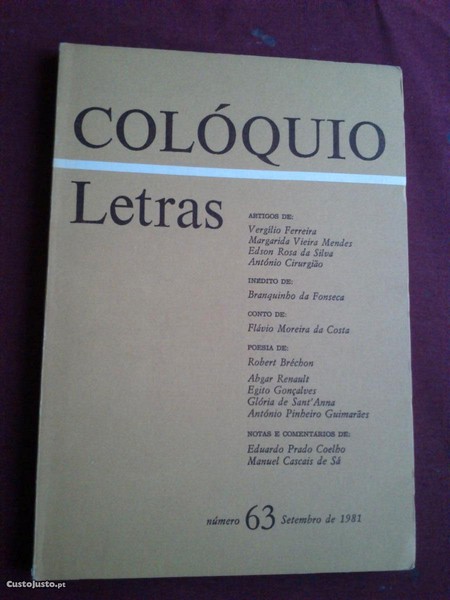 COLÓQUIO
Letras
ARTIGOS DE:
Vergílio Ferreira
Margarida Vieira Mendes
Edson Rosa da Silva
António Cirurgião
INÉDITO DE:
Branquinho da Fonseca
CONTO DE:
Flávio Moreira da Costa
POESIA DE:
Robert Bréchon
Abgar Renault
Egito Gonçalves
Glória de Sant'Anna
António Pinheiro Guimarães
NOTAS E COMENTÁRIOS DE:
Eduardo Prado Coelho
Manuel Cascais de Sá
número 63 Setembro de 1981
CustoJusto.pt